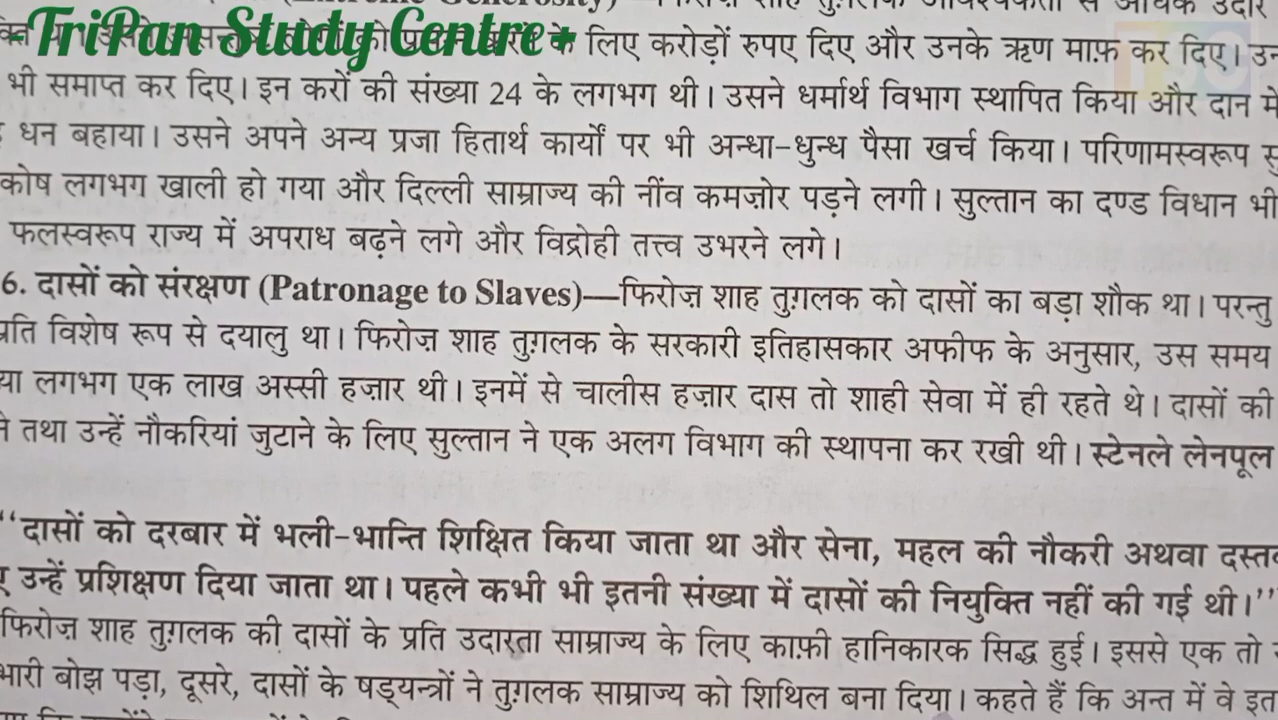 (Extreme Generosity)
- TriPan Study Centre+
के लिए करोड़ों रुपए दिए और उनके ऋण माफ़ कर दिए। उन
भी समाप्त कर दिए। इन करों की संख्या 24 के लगभग थी। उसने धर्मार्थ विभाग स्थापित किया और दान में
धन बहाया। उसने अपने अन्य प्रजा हितार्थ कार्यों पर भी अन्धा-धुन्ध पैसा खर्च किया। परिणामस्वरूप सु
कोष लगभग खाली हो गया और दिल्ली साम्राज्य की नींव कमज़ोर पड़ने लगी। सुल्तान का दण्ड विधान भी
फलस्वरूप राज्य में अपराध बढने लगे और विद्रोही तत्त्व उभरने लगे।
6. दासों को संरक्षण (Patronage to Slaves)—फिरोज़ शाह तुग़लक को दासों का बड़ा शौक था। परन्तु
प्रति विशेष रूप से दयालु था। फिरोज़ शाह तुग़लक के सरकारी इतिहासकार अफीफ के अनुसार, उस समय
या लगभग एक लाख अस्सी हज़ार थी। इनमें से चालीस हज़ार दास तो शाही सेवा में ही रहते थे। दासों की
ने तथा उन्हें नौकरियां जुटाने के लिए सुल्तान ने एक अलग विभाग की स्थापना कर रखी थी। स्टेनले लेनपूल
‘‘दासों को दरबार में भली-भान्ति शिक्षित किया जाता था और सेना, महल की नौकरी अथवा दस्त
ए उन्हें प्रशिक्षण दिया जाता था। पहले कभी भी इतनी संख्या में दासों की नियुक्ति नहीं की गई थी।’’
फिरोज़ शाह तुग़लक की दासों के प्रति उदारता साम्राज्य के लिए काफ़ी हानिकारक सिद्ध हुई। इससे एक तो
भारी बोझ पड़ा, दूसरे, दासों के षड्यन्त्रों ने तुग़लक साम्राज्य को शिथिल बना दिया। कहते हैं कि अन्त में वे इत